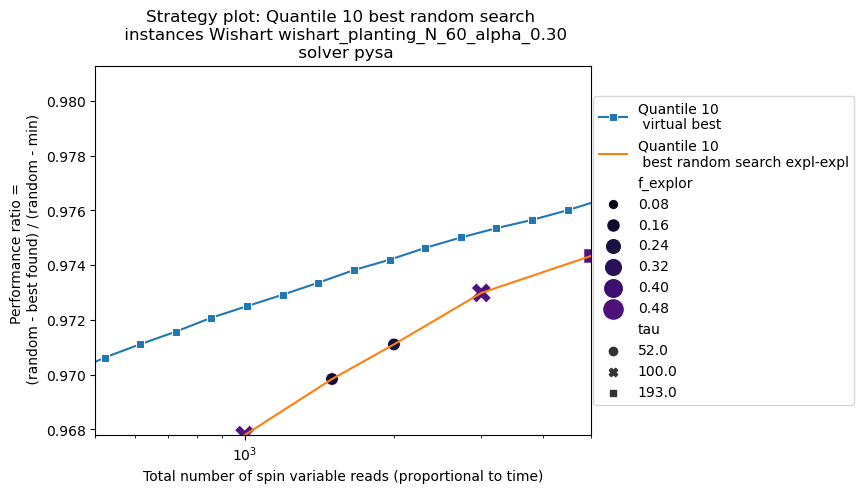 Strategy plot: Quantile 10 best random search
instances Wishart wishart_planting_N_60_alpha_0.30
solver pysa
0.980
0.978
0.976
0.974
0.972
0.970
0.968
Performance ratio =
(random - best found) / (random - min)
10³
Total number of spin variable reads (proportional to time)
Quantile 10
virtual best
Quantile 10
best random search expl-expl
f_explor
0.08
0.16
0.24
0.32
0.40
0.48
tau
52.0
100.0
193.0